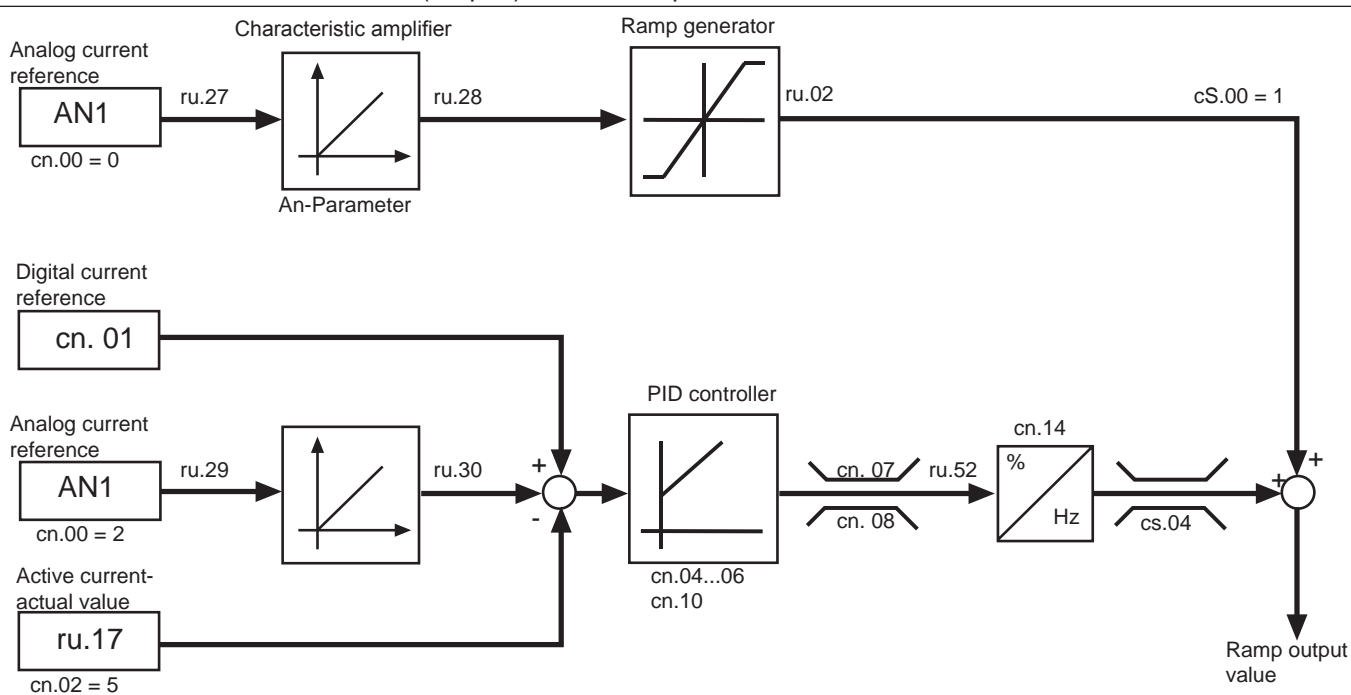 Characteristic amplifier
Ramp generator
Analog current
reference
AN1
cn.00 = 0
ru.27
ru.28
An-Parameter
ru.02
cS.00 = 1
Digital current
reference
cn. 01
Analog current
reference
AN1
cn.00 = 2
ru.29
ru.30
+
-
PID controller
cn.04...06
cn.10
cn. 07
cn. 08
ru.52
cn.14
%
Hz
cs.04
+
+
Active current-
actual value
ru.17
cn.02 = 5
Ramp output
value